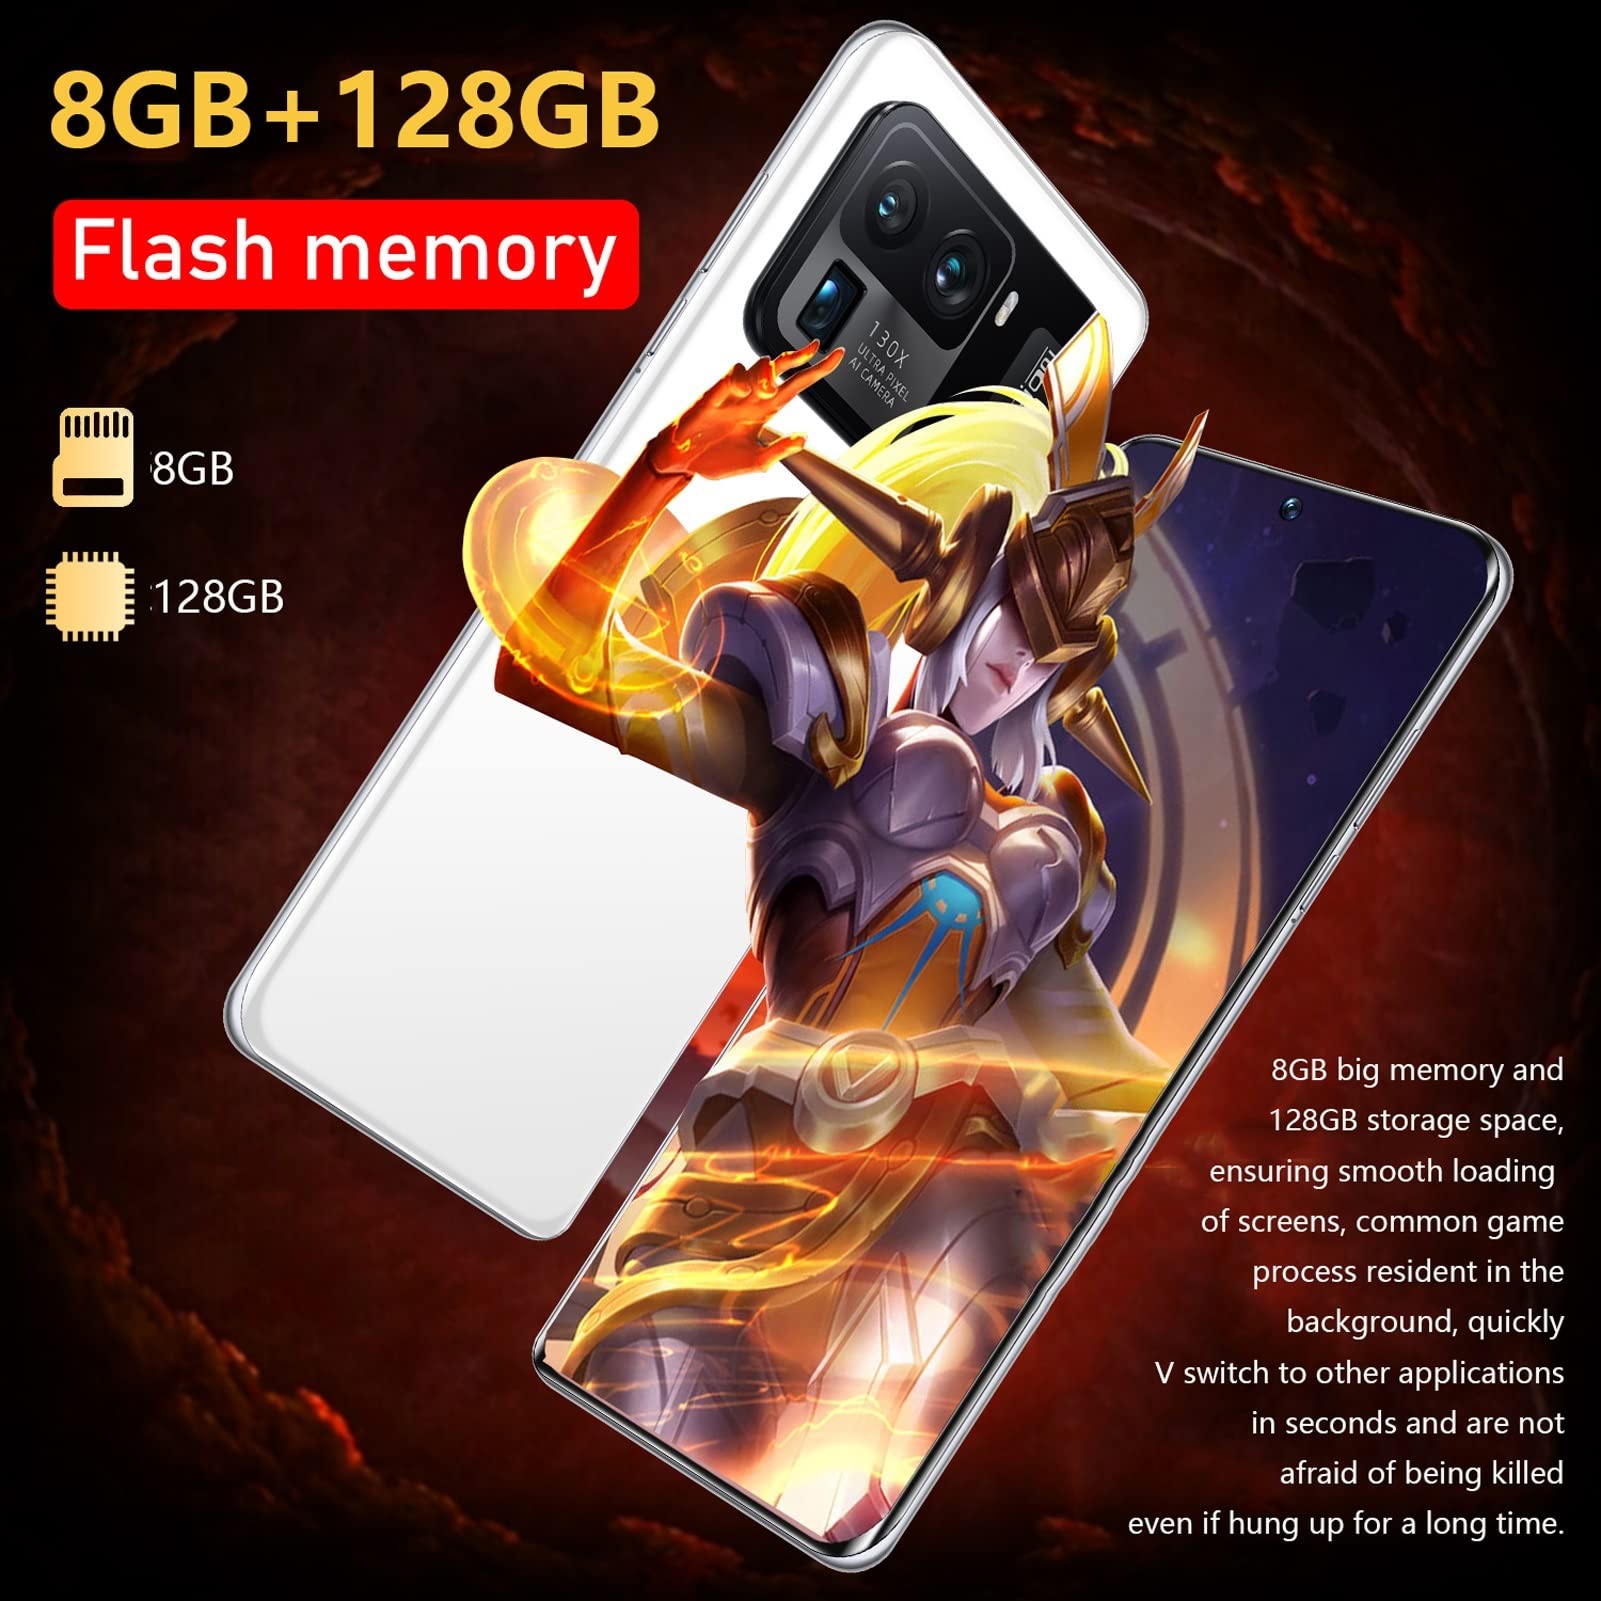 8GB+128GB
Flash memory
8GB
:128GB
130X
ULTRA PIXEL
AI CAMERA
8GB big memory and
128GB storage space,
ensuring smooth loading
of screens, common game
process resident in the
background, quickly
V switch to other applications
in seconds and are not
afraid of being killed
even if hung up for a long time.